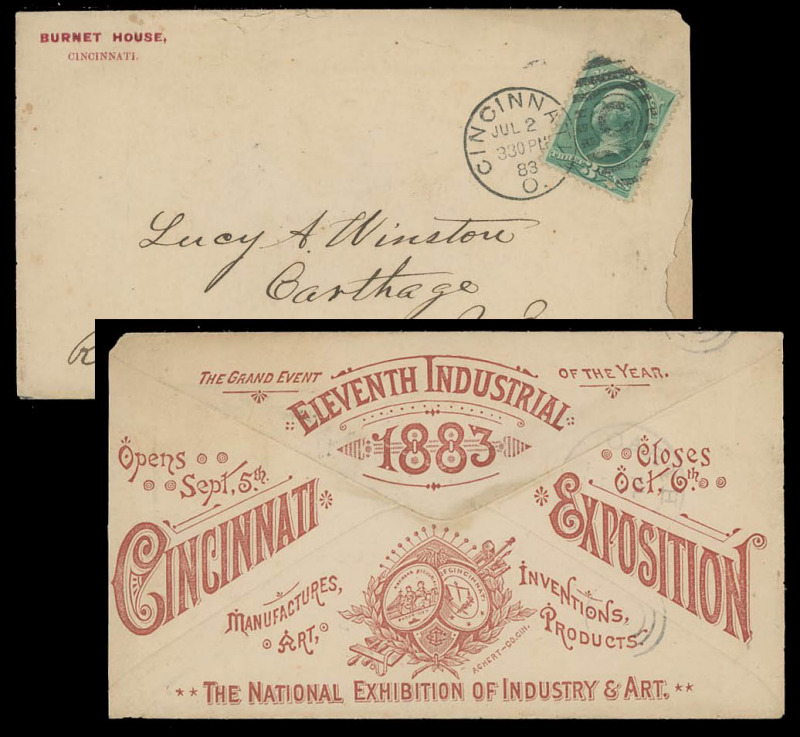 BURNET HOUSE,
CINCINNATI.
CINCINNATI, O.
JUL 2
330 PM
83
Lucy A. Winston
Carthage
THE GRAND EVENT OF THE YEAR.
ELEVENTH INDUSTRIAL
1883
Opens
Sept, 5th.
Closes
Oct, 6th.
CINCINNATI
EXPOSITION
MANUFACTURES,
ART,
INVENTIONS,
PRODUCTS.
OF CINCINNATI
ACHERT-CO.CIN.
** THE NATIONAL EXHIBITION OF INDUSTRY & ART. **